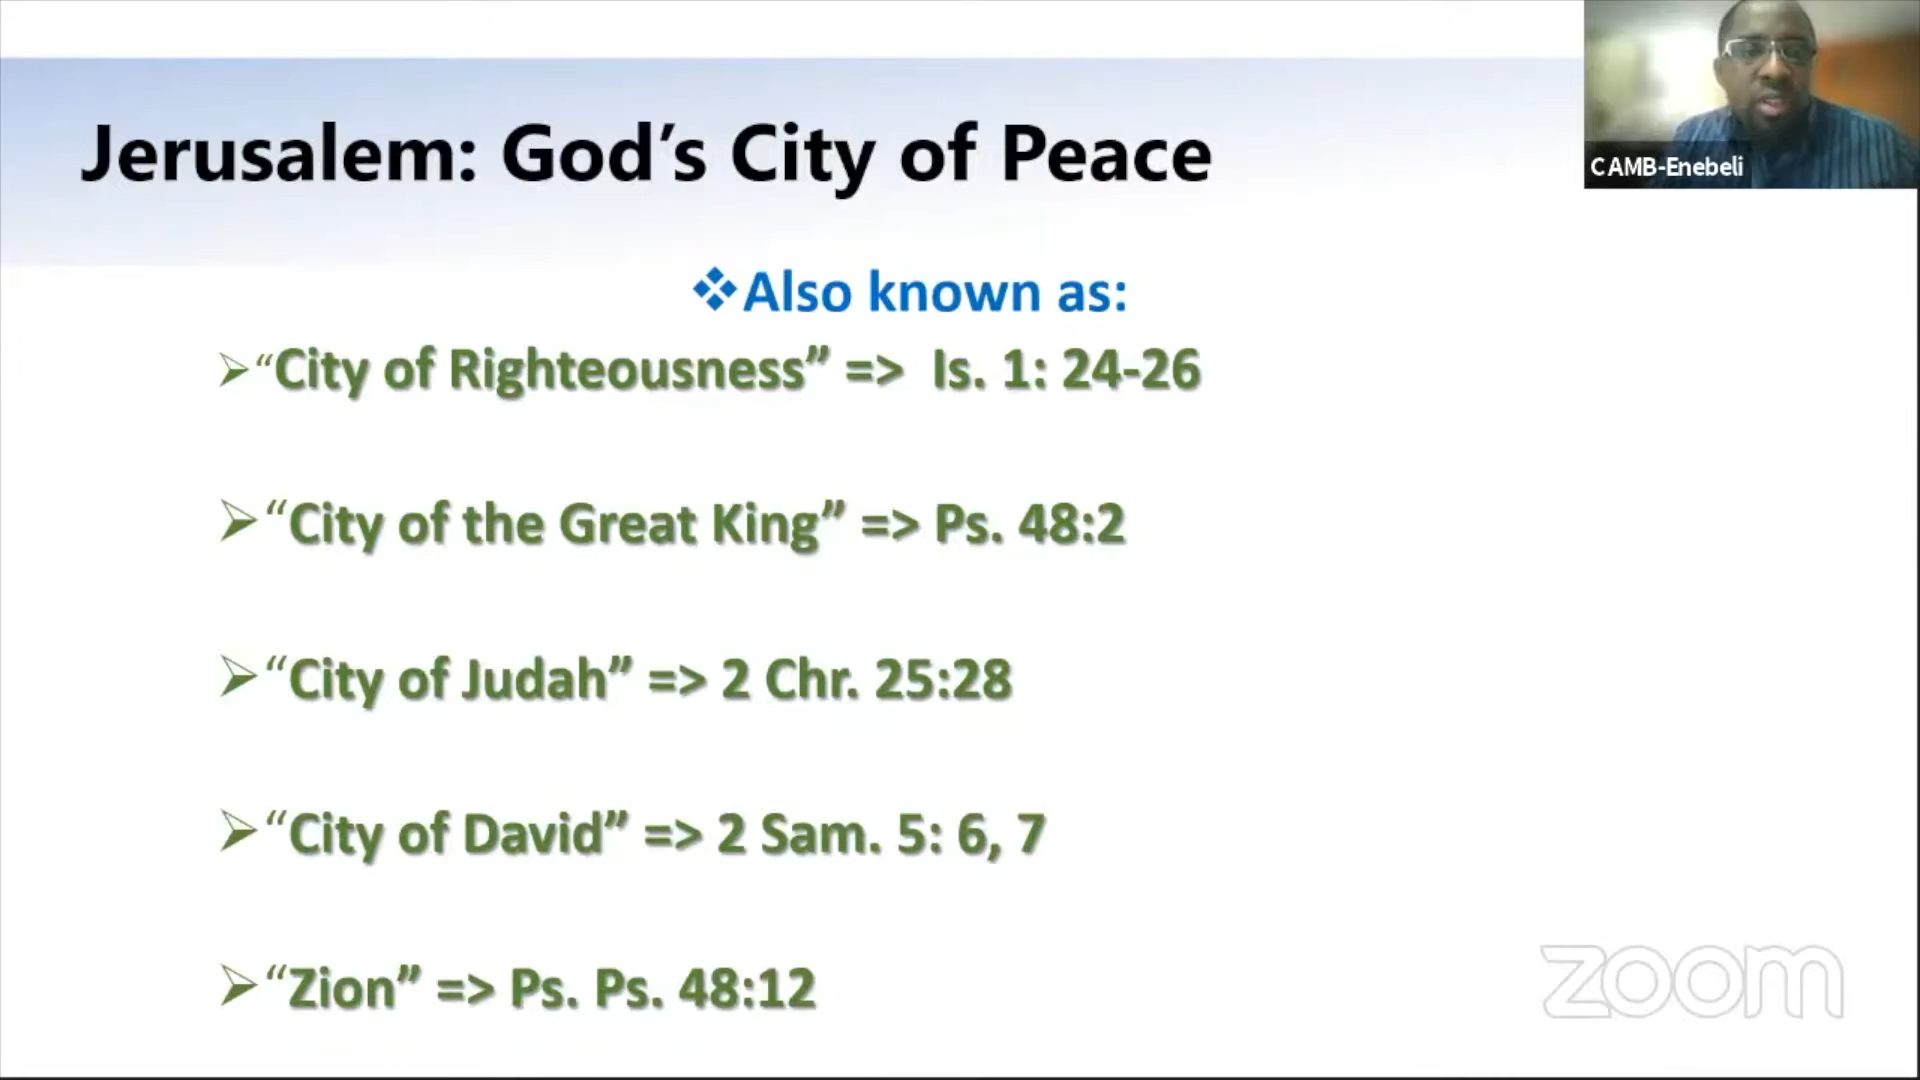 Jerusalem: God’s City of Peace
CAMB-Enebeli
Also known as:
“City of Righteousness” => Is. 1: 24-26
“City of the Great King” => Ps. 48:2
“City of Judah” => 2 Chr. 25:28
“City of David” => 2 Sam. 5: 6, 7
“Zion” => Ps. Ps. 48:12
zoom